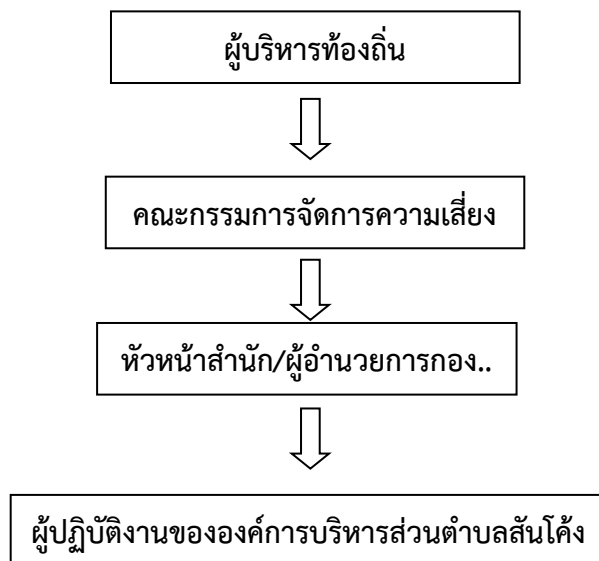 ผู้บริหารท้องถิ่น
คณะกรรมการจัดการความเสี่ยง
หัวหน้าสำนัก/ผู้อำนวยการกอง..
ผู้ปฏิบัติงานขององค์การบริหารส่วนตำบลสันโค้ง